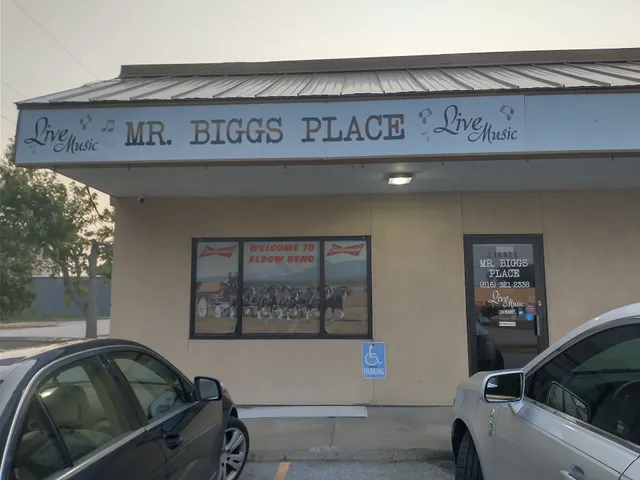 Live Music
MR. BIGGS PLACE
Live Music
Budweiser
WELCOME TO
ELBOW BEND
Budweiser
MR. BIGGS
PLACE
(816) 321-2338
Live Music
PARKING